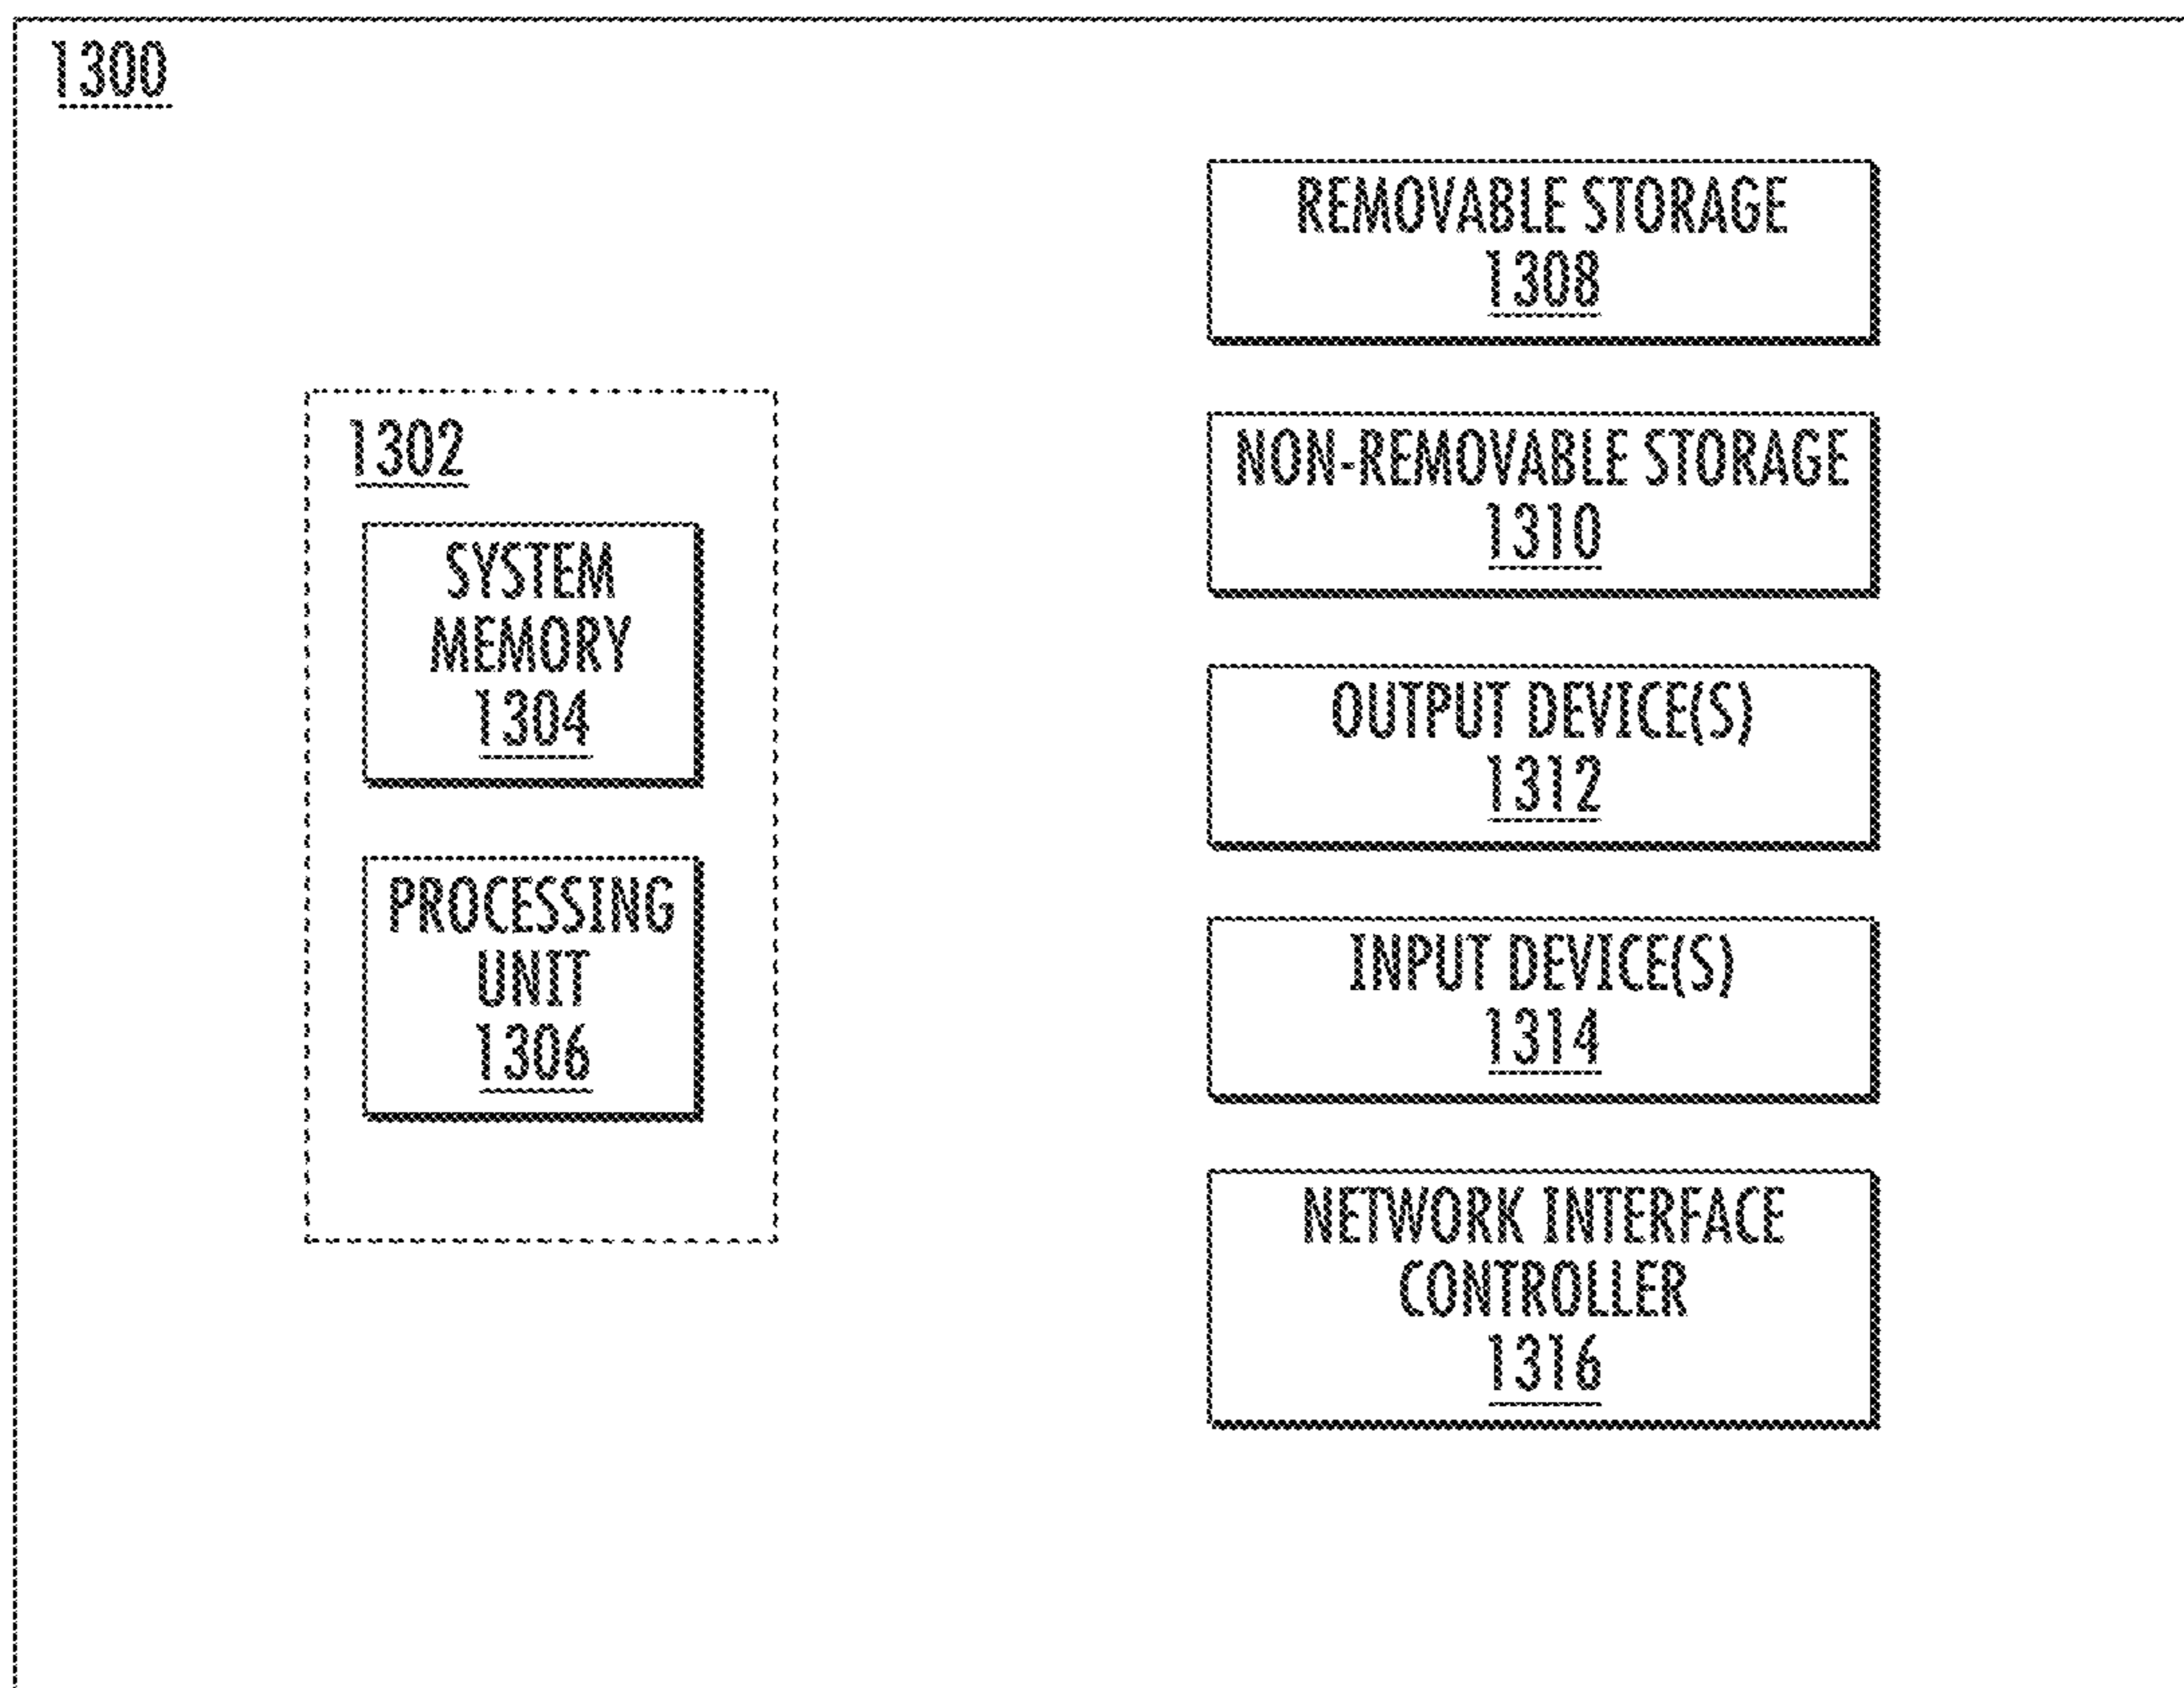 1300
1302
SYSTEM
MEMORY
1304
PROCESSING
UNIT
1306
REMOVABLE STORAGE
1308
NON-REMOVABLE STORAGE
1310
OUTPUT DEVICE(S)
1312
INPUT DEVICE(S)
1314
NETWORK INTERFACE
CONTROLLER
1316